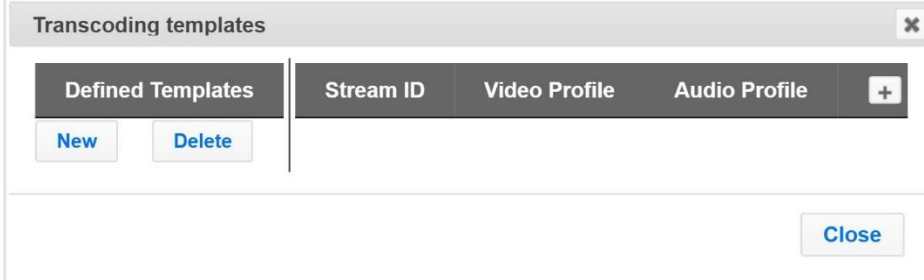 Transcoding templates
Defined Templates Stream ID Video Profile Audio Profile +
New Delete
Close